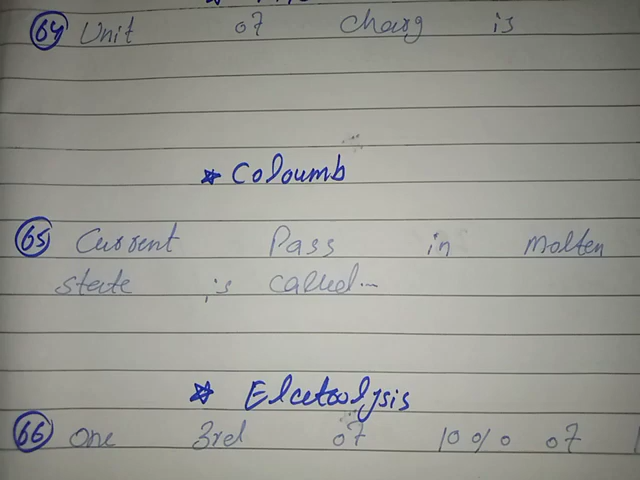 64 Unit of Charg is
* Coloumb
65 Current Pass in molten
state is called...
* Elcetrolysis
66 One 3rd of 10% of